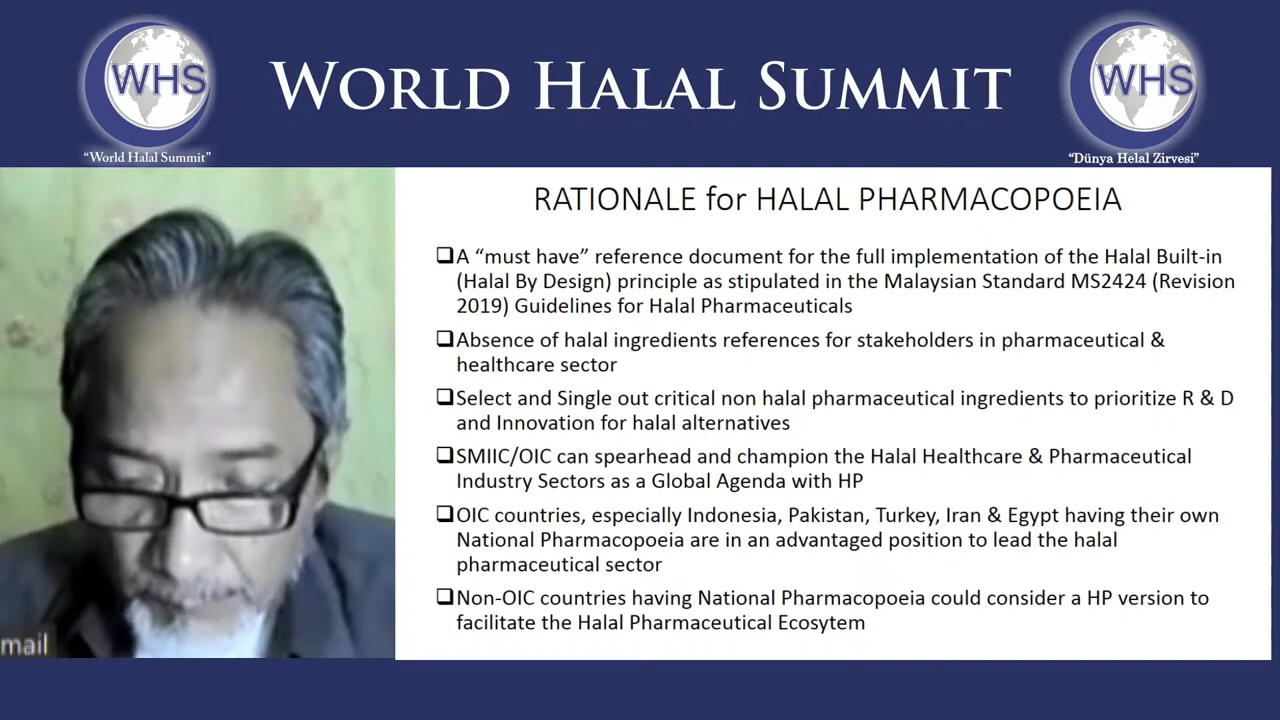 WHS
WORLD HALAL SUMMIT
WHS
“World Halal Summit”
“Dünya Helal Zirvesi”
RATIONALE for HALAL PHARMACOPOEIA
❑A “must have” reference document for the full implementation of the Halal Built-in
(Halal By Design) principle as stipulated in the Malaysian Standard MS2424 (Revision
2019) Guidelines for Halal Pharmaceuticals
❑Absence of halal ingredients references for stakeholders in pharmaceutical &
healthcare sector
❑Select and Single out critical non halal pharmaceutical ingredients to prioritize R & D
and Innovation for halal alternatives
❑SMIIC/OIC can spearhead and champion the Halal Healthcare & Pharmaceutical
Industry Sectors as a Global Agenda with HP
❑OIC countries, especially Indonesia, Pakistan, Turkey, Iran & Egypt having their own
National Pharmacopoeia are in an advantaged position to lead the halal
pharmaceutical sector
❑Non-OIC countries having National Pharmacopoeia could consider a HP version to
facilitate the Halal Pharmaceutical Ecosytem
mail